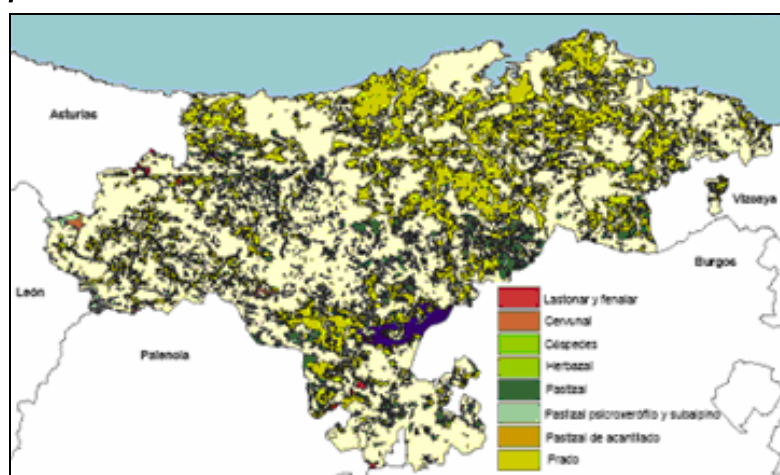 Asturias
Vizcaya
León
Burgos
Palencia
Lastonar y fenalar
Cervunal
Céspedes
Herbazal
Pastizal
Pastizal psicroxerófilo y subalpino
Pastizal de acantilado
Prado